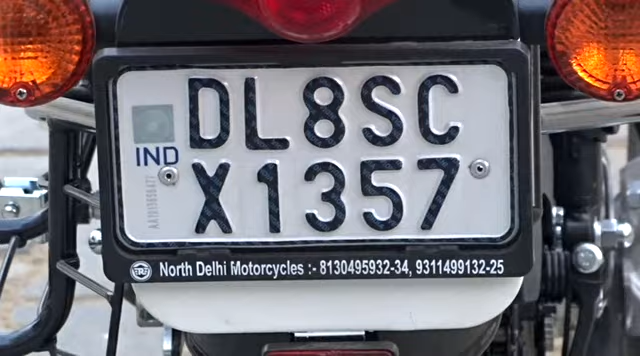 DL8SC
IND
X1357
North Delhi Motorcycles :- 8130495932-34, 9311499132-25